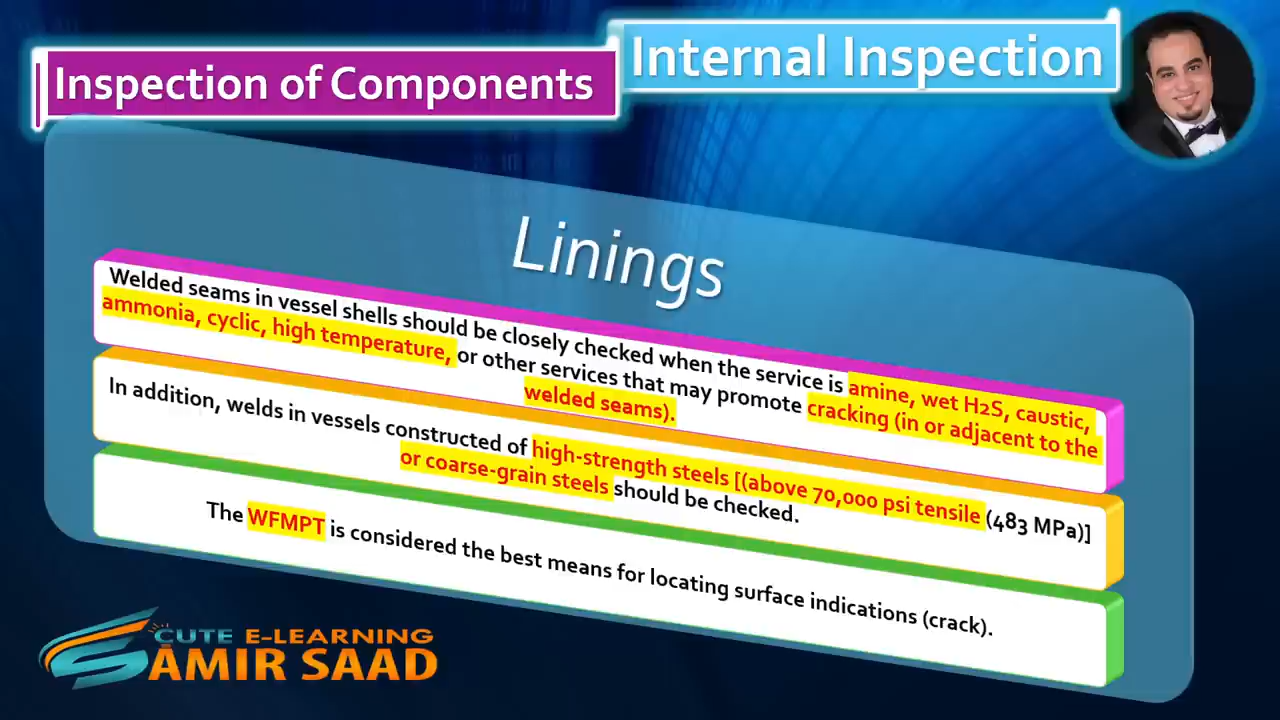 Inspection of Components
Internal Inspection
Linings
Welded seams in vessel shells should be closely checked when the service is amine, wet H2S, caustic,
ammonia, cyclic, high temperature, or other services that may promote cracking (in or adjacent to the
welded seams).
In addition, welds in vessels constructed of high-strength steels [(above 70,000 psi tensile (483 MPa)]
or coarse-grain steels should be checked.
The WFMPT is considered the best means for locating surface indications (crack).
CUTE E-LEARNING
AMIR SAAD